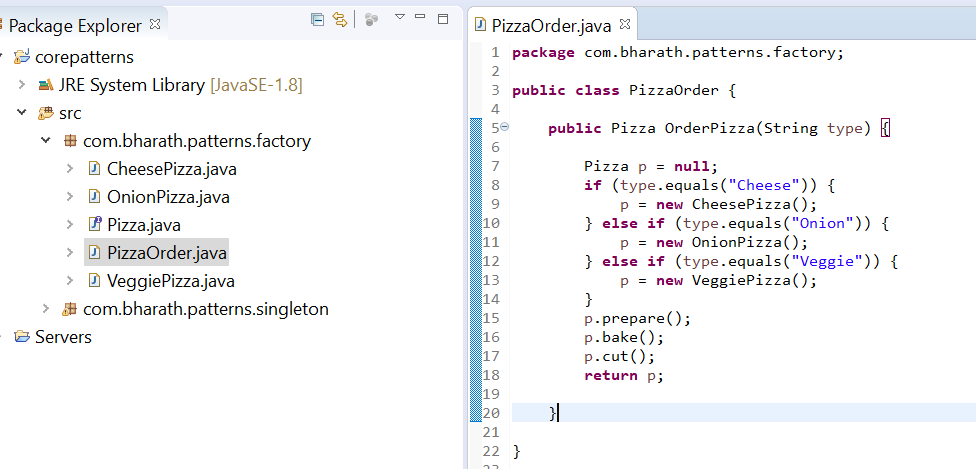 Package Explorer
corepatterns
JRE System Library [JavaSE-1.8]
src
com.bharath.patterns.factory
CheesePizza.java
OnionPizza.java
Pizza.java
PizzaOrder.java
VeggiePizza.java
com.bharath.patterns.singleton
Servers
PizzaOrder.java
1 package com.bharath.patterns.factory;
2
3 public class PizzaOrder {
4
5 public Pizza OrderPizza(String type) {
6
7 Pizza p = null;
8 if (type.equals("Cheese")) {
9 p = new CheesePizza();
10 } else if (type.equals("Onion")) {
11 p = new OnionPizza();
12 } else if (type.equals("Veggie")) {
13 p = new VeggiePizza();
14 }
15 p.prepare();
16 p.bake();
17 p.cut();
18 return p;
19
20 }
21
22 }
23